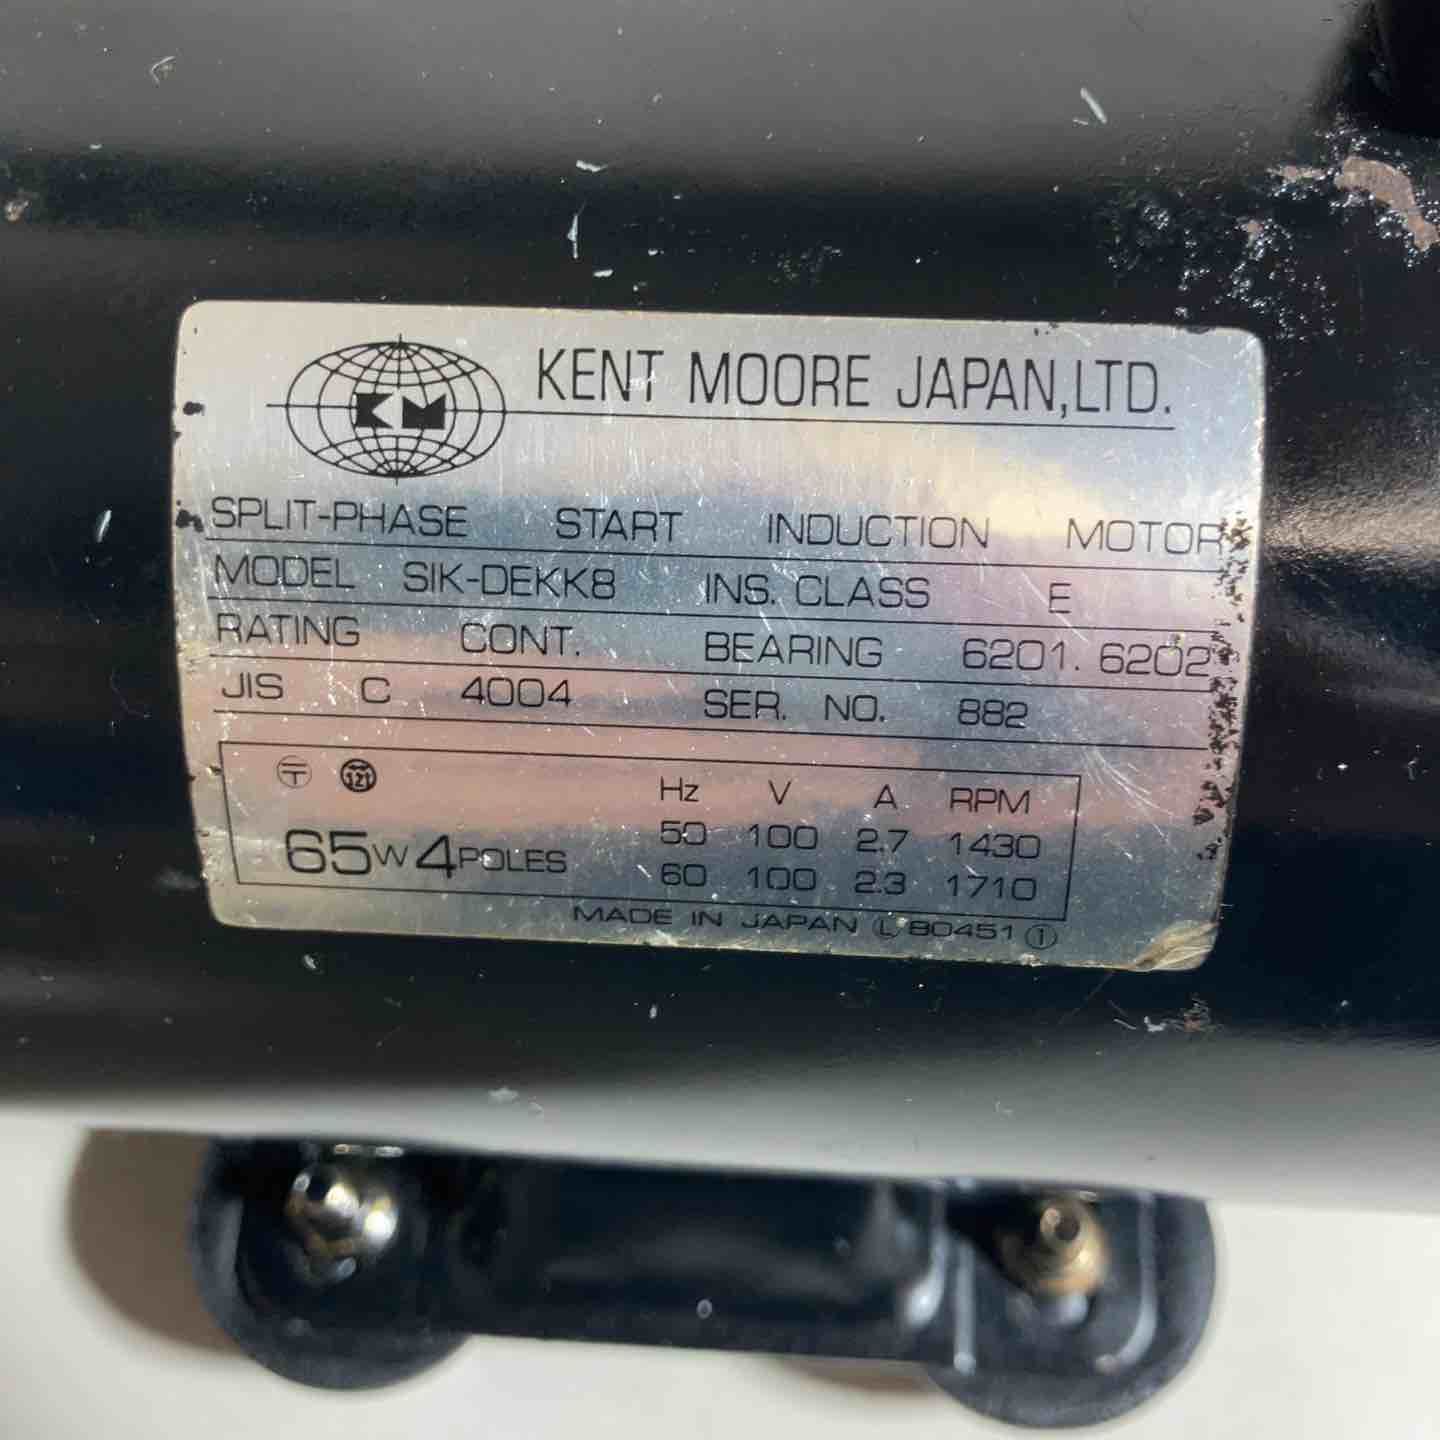 KM KENT MOORE JAPAN,LTD.
SPLIT-PHASE START INDUCTION MOTOR
MODEL SIK-DEKK8 INS. CLASS E
RATING CONT. BEARING 6201. 6202
JIS C 4004 SER. NO. 882
〒 121 Hz V A RPM
50 100 2.7 1430
65W 4POLES 60 100 2.3 1710
MADE IN JAPAN Ⓛ 80451 ①